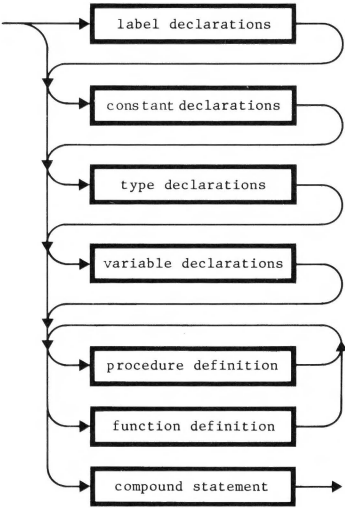 label declarations
constant declarations
type declarations
variable declarations
procedure definition
function definition
compound statement